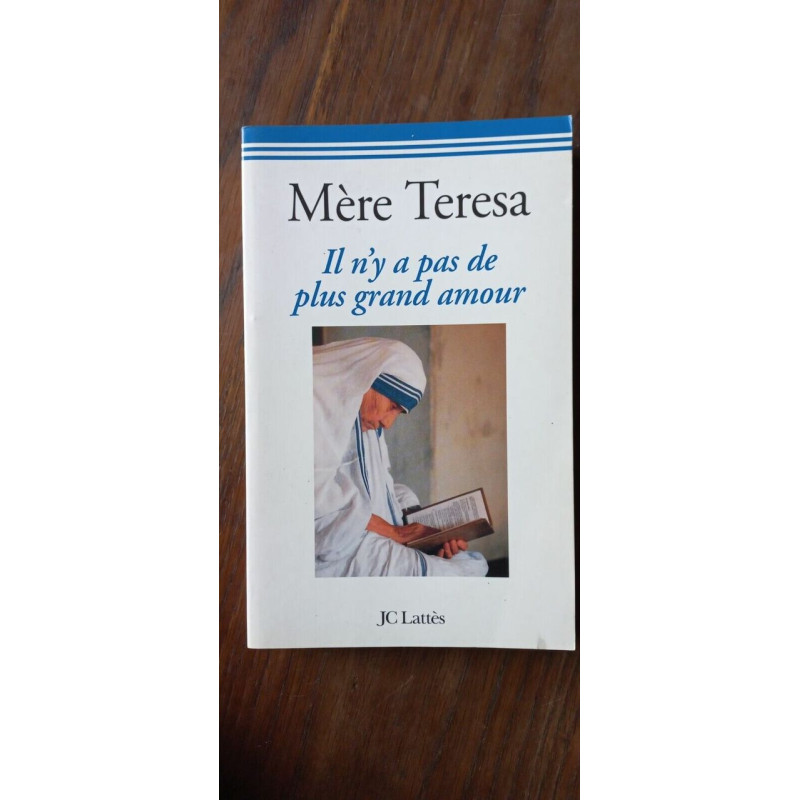 Mère Teresa
Il n'y a pas de
plus grand amour
JC Lattès